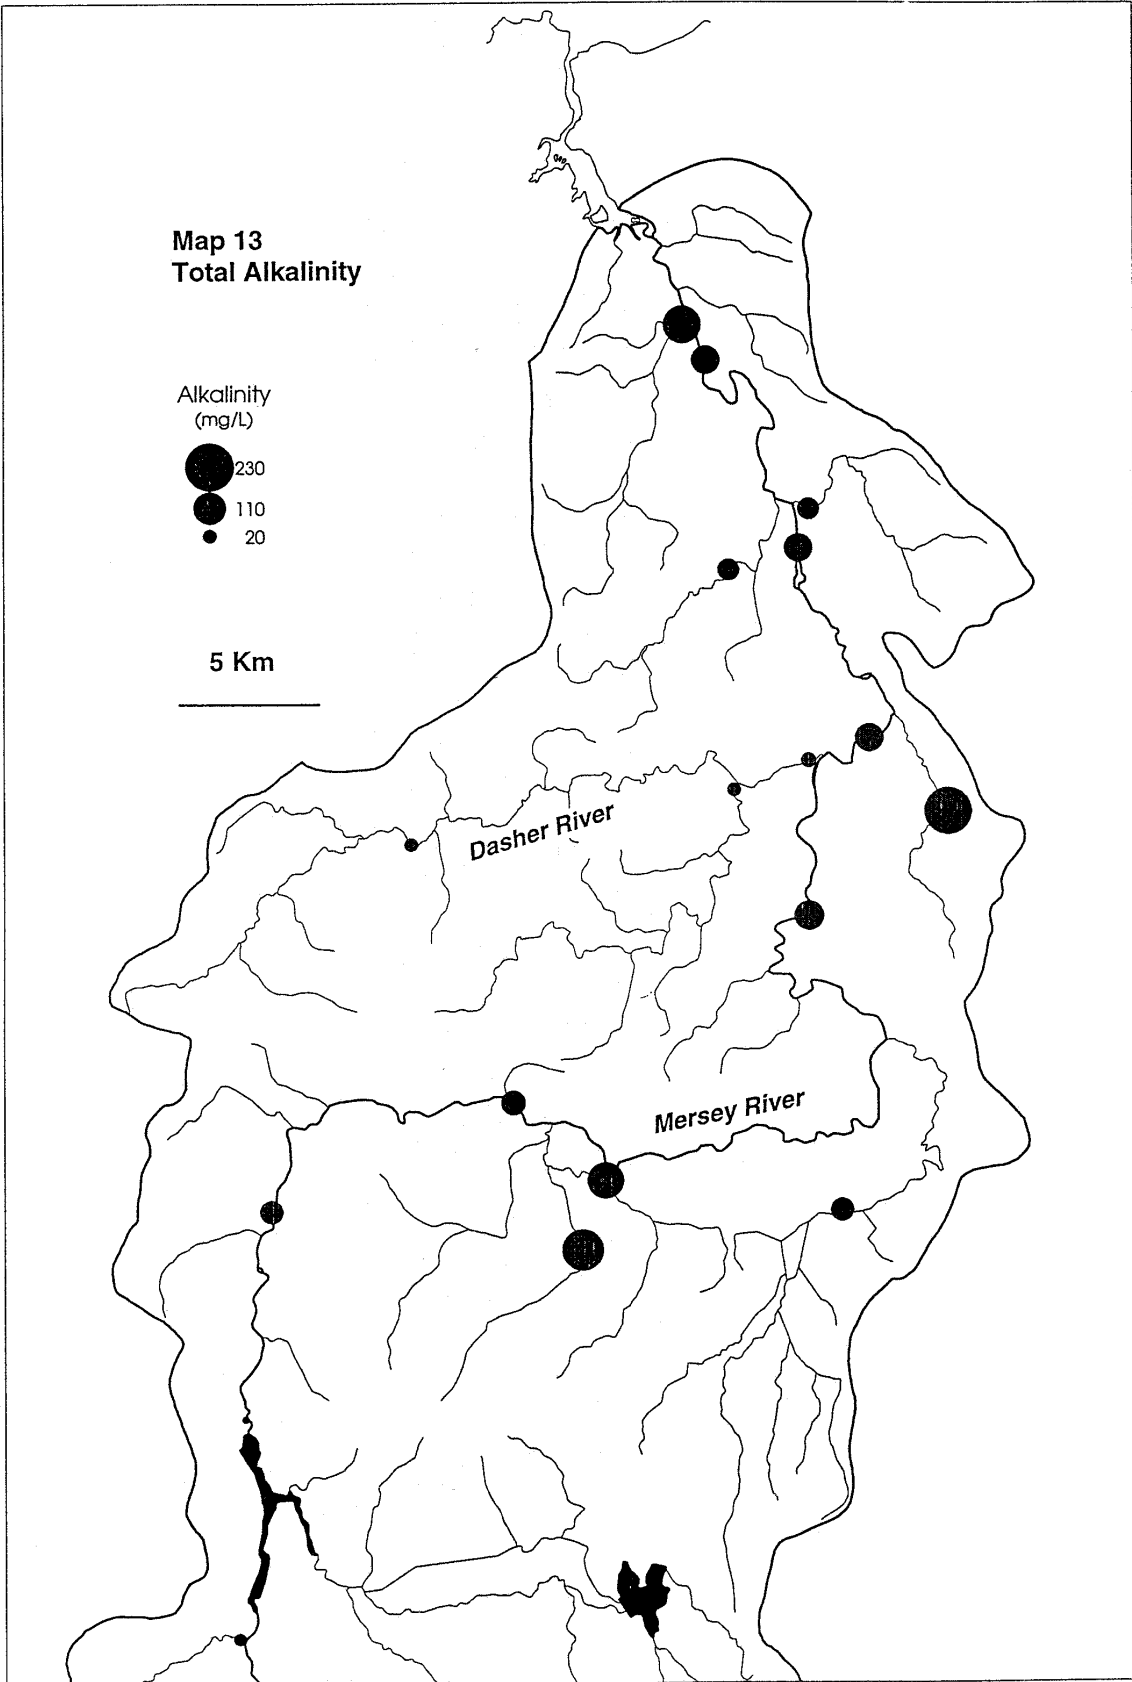 Map 13
Total Alkalinity
Alkalinity
(mg/L)
230
110
20
5 Km
Dasher River
Mersey River